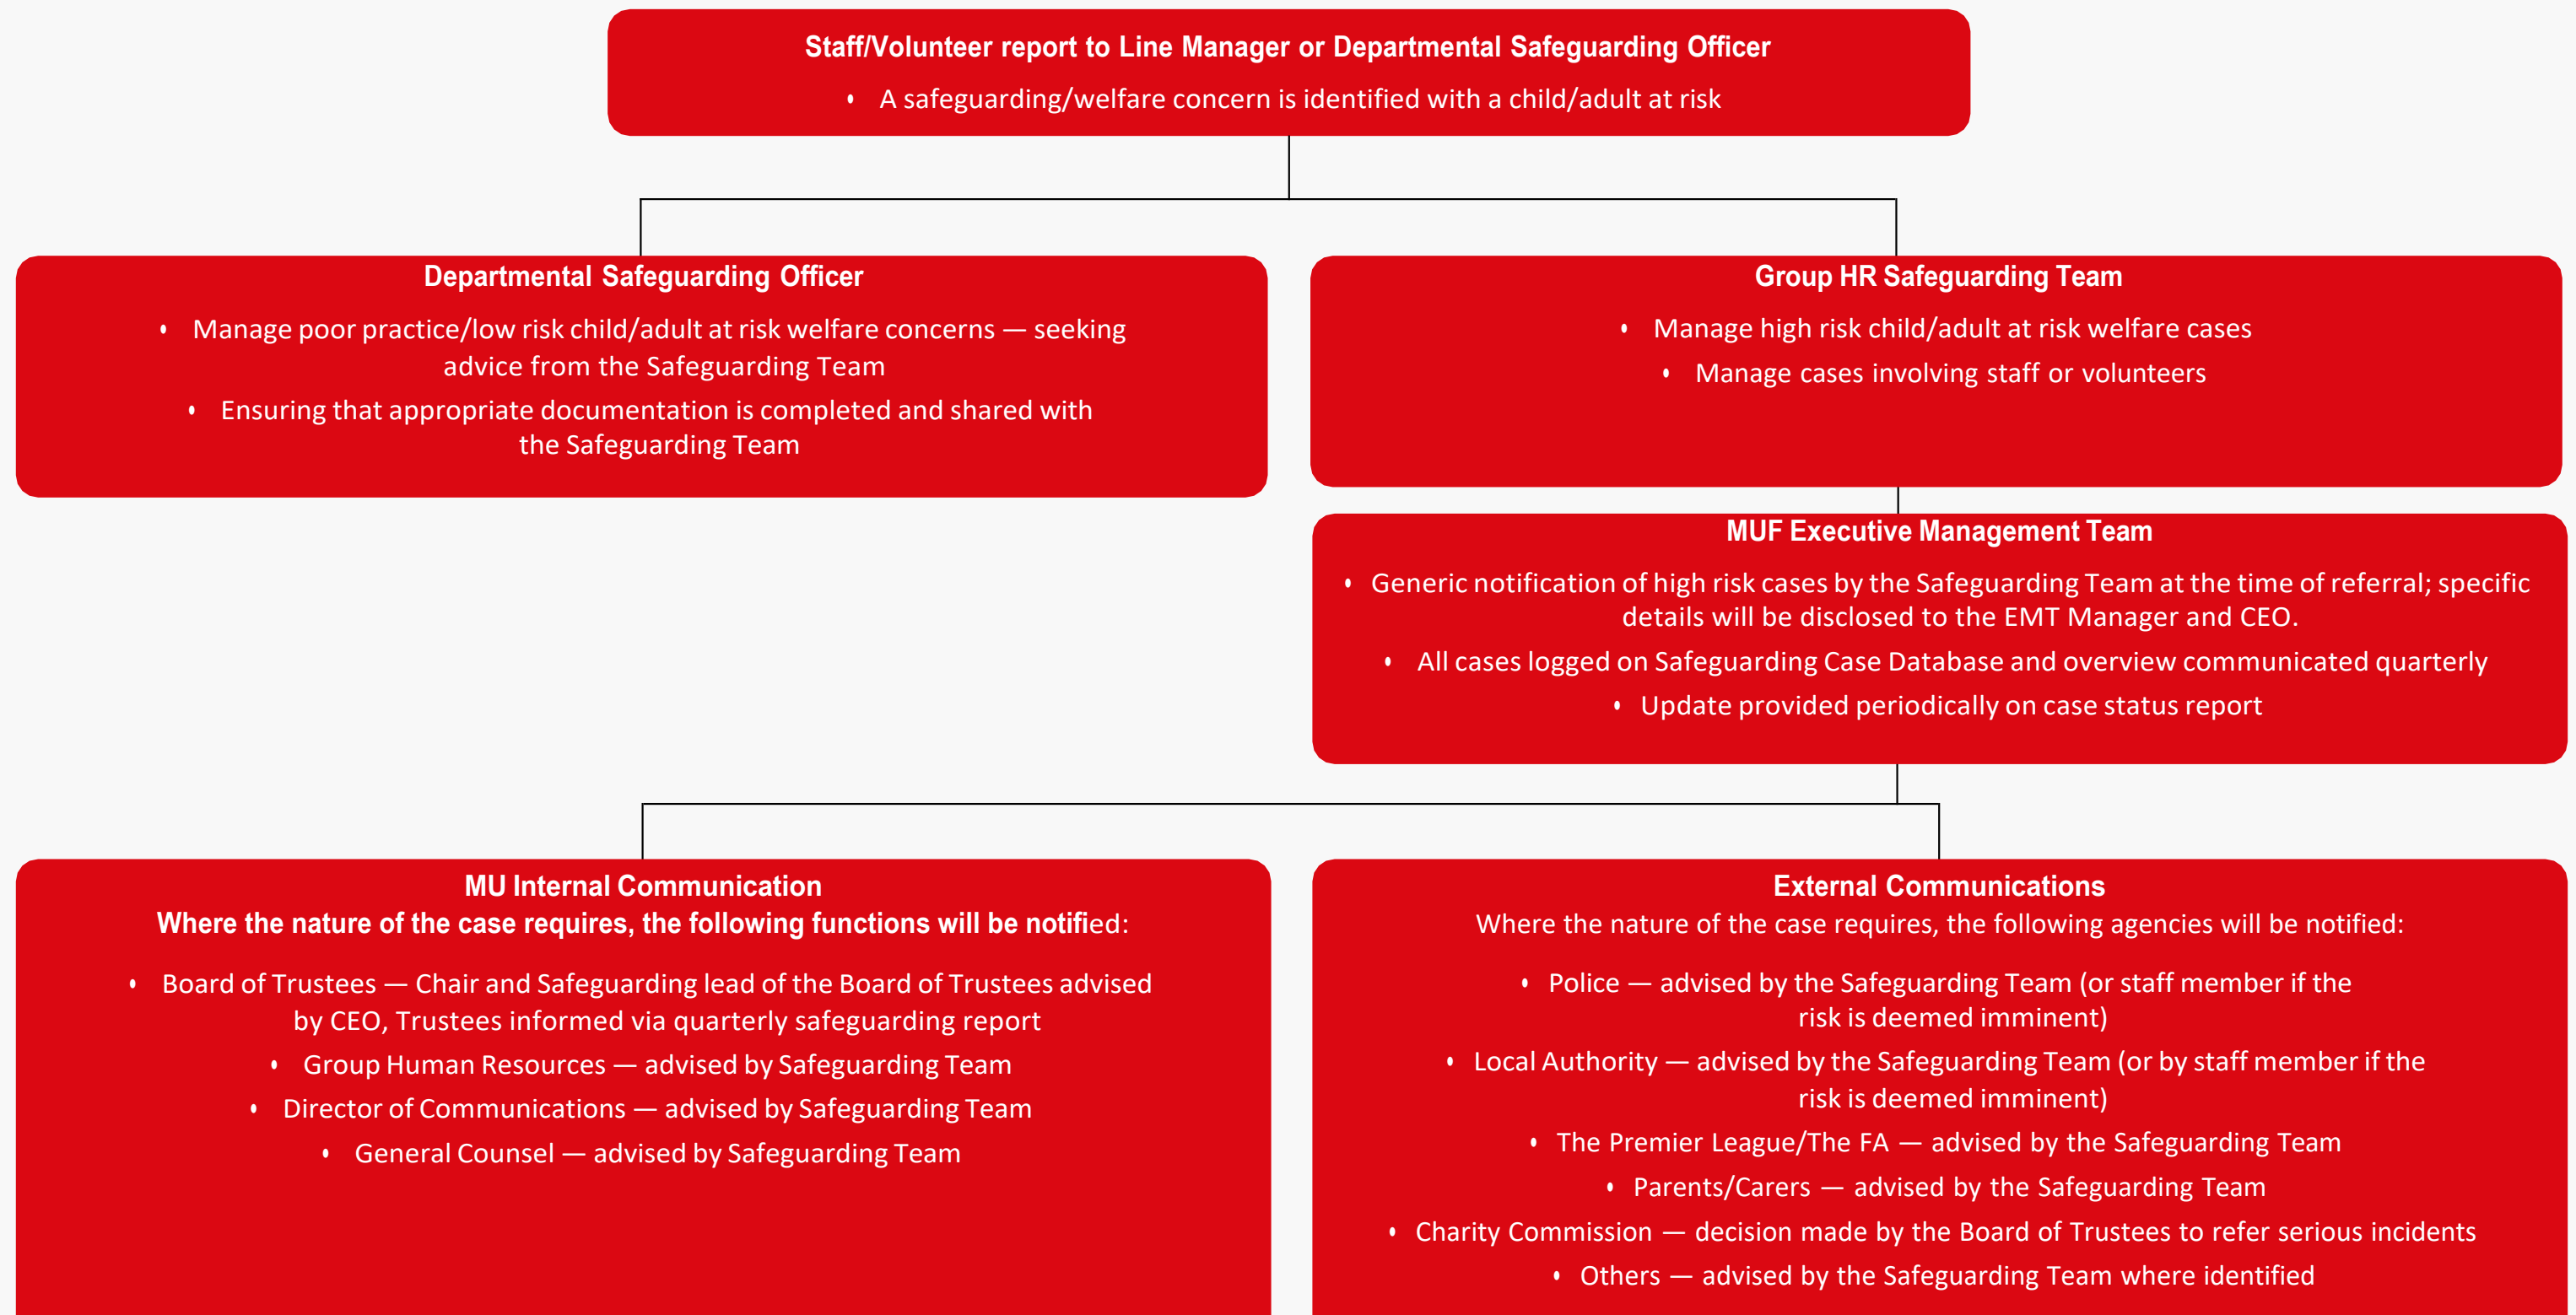 Staff/Volunteer report to Line Manager or Departmental Safeguarding Officer
• A safeguarding/welfare concern is identified with a child/adult at risk
Departmental Safeguarding Officer
• Manage poor practice/low risk child/adult at risk welfare concerns — seeking
advice from the Safeguarding Team
• Ensuring that appropriate documentation is completed and shared with
the Safeguarding Team
Group HR Safeguarding Team
• Manage high risk child/adult at risk welfare cases
• Manage cases involving staff or volunteers
MUF Executive Management Team
• Generic notification of high risk cases by the Safeguarding Team at the time of referral; specific
details will be disclosed to the EMT Manager and CEO.
• All cases logged on Safeguarding Case Database and overview communicated quarterly
• Update provided periodically on case status report
MU Internal Communication
Where the nature of the case requires, the following functions will be notified:
• Board of Trustees — Chair and Safeguarding lead of the Board of Trustees advised
by CEO, Trustees informed via quarterly safeguarding report
• Group Human Resources — advised by Safeguarding Team
• Director of Communications — advised by Safeguarding Team
• General Counsel — advised by Safeguarding Team
External Communications
Where the nature of the case requires, the following agencies will be notified:
• Police — advised by the Safeguarding Team (or staff member if the
risk is deemed imminent)
• Local Authority — advised by the Safeguarding Team (or by staff member if the
risk is deemed imminent)
• The Premier League/The FA — advised by the Safeguarding Team
• Parents/Carers — advised by the Safeguarding Team
• Charity Commission — decision made by the Board of Trustees to refer serious incidents
• Others — advised by the Safeguarding Team where identified